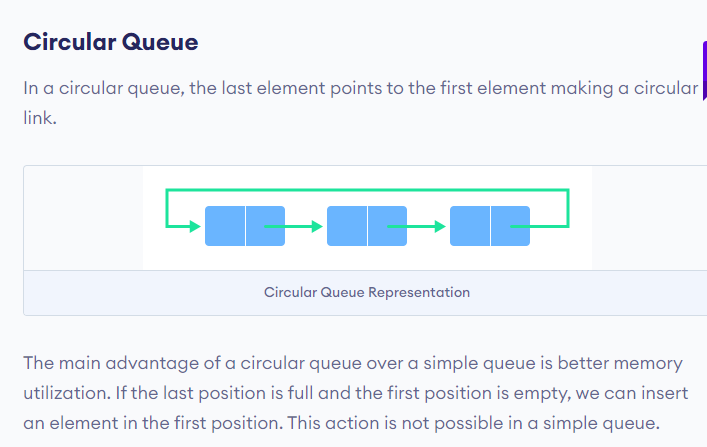 Circular Queue
In a circular queue, the last element points to the first element making a circular
link.
Circular Queue Representation
The main advantage of a circular queue over a simple queue is better memory
utilization. If the last position is full and the first position is empty, we can insert
an element in the first position. This action is not possible in a simple queue.